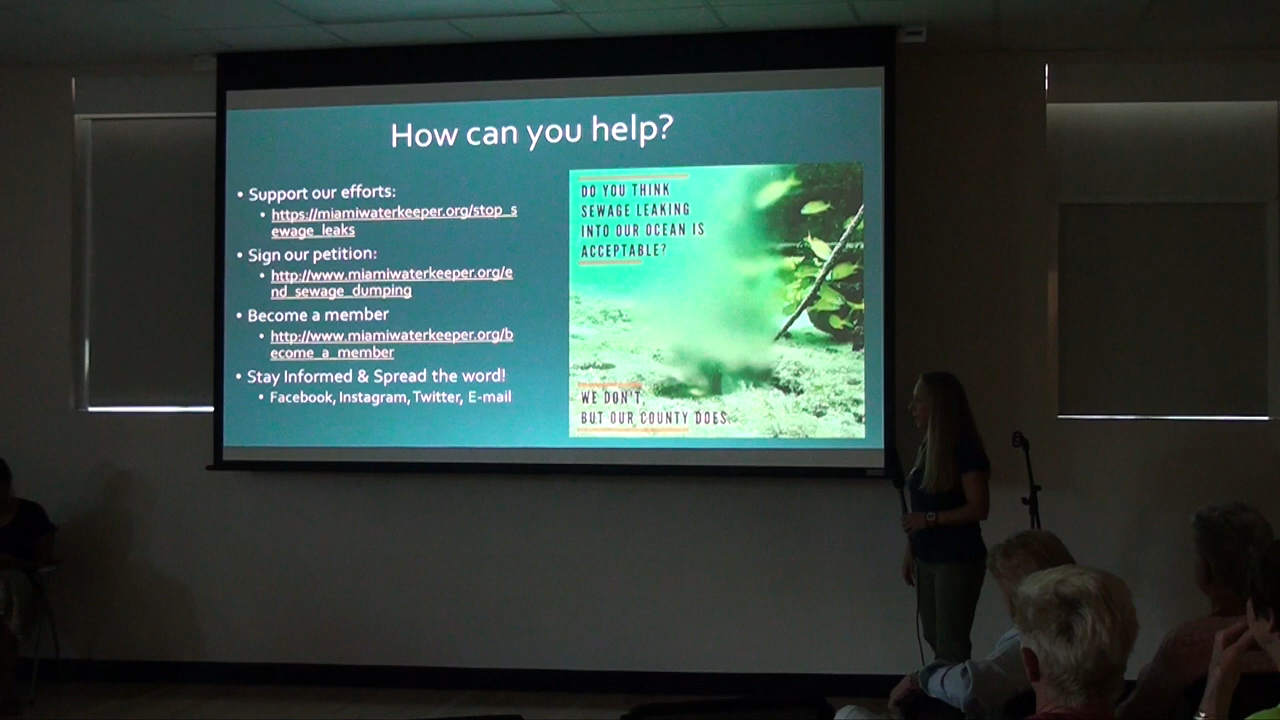 How can you help?
• Support our efforts:
• https://miamiwaterkeeper.org/stop_s
ewage_leaks
• Sign our petition:
• http://www.miamiwaterkeeper.org/e
nd_sewage_dumping
• Become a member
• http://www.miamiwaterkeeper.org/b
ecome_a_member
• Stay Informed & Spread the word!
• Facebook, Instagram, Twitter, E-mail
DO YOU THINK
SEWAGE LEAKING
INTO OUR OCEAN IS
ACCEPTABLE?
WE DON'T,
BUT OUR COUNTY DOES.